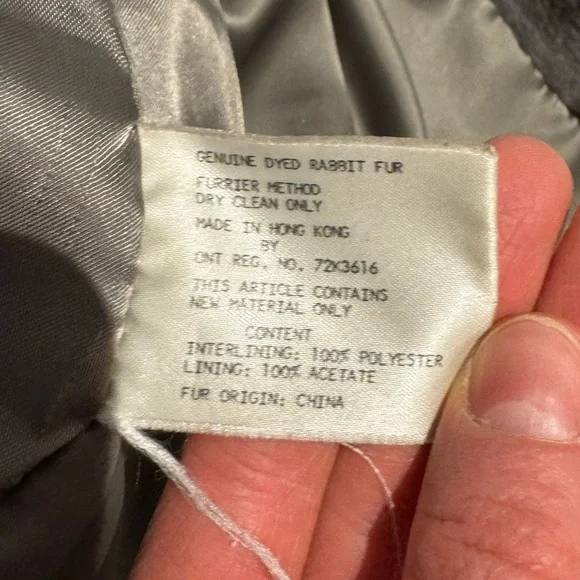 GENUINE DYED RABBIT FUR
FURRIER METHOD
DRY CLEAN ONLY
MADE IN HONG KONG
BY
ONT REG. NO. 72X3616
THIS ARTICLE CONTAINS
NEW MATERIAL ONLY
CONTENT
INTERLINING: 100% POLYESTER
LINING: 100% ACETATE
FUR ORIGIN: CHINA